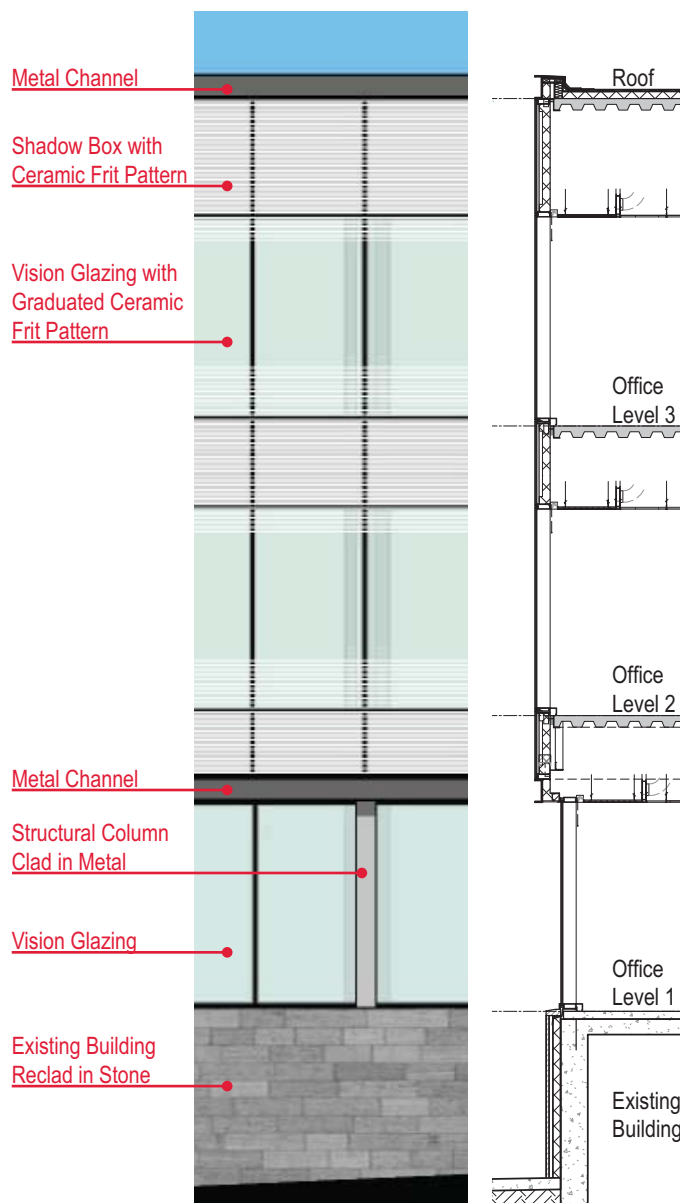 Metal Channel
Shadow Box with
Ceramic Frit Pattern
Vision Glazing with
Graduated Ceramic
Frit Pattern
Metal Channel
Structural Column
Clad in Metal
Vision Glazing
Existing Building
Reclad in Stone
Roof
Office
Level 3
Office
Level 2
Office
Level 1
Existing
Building